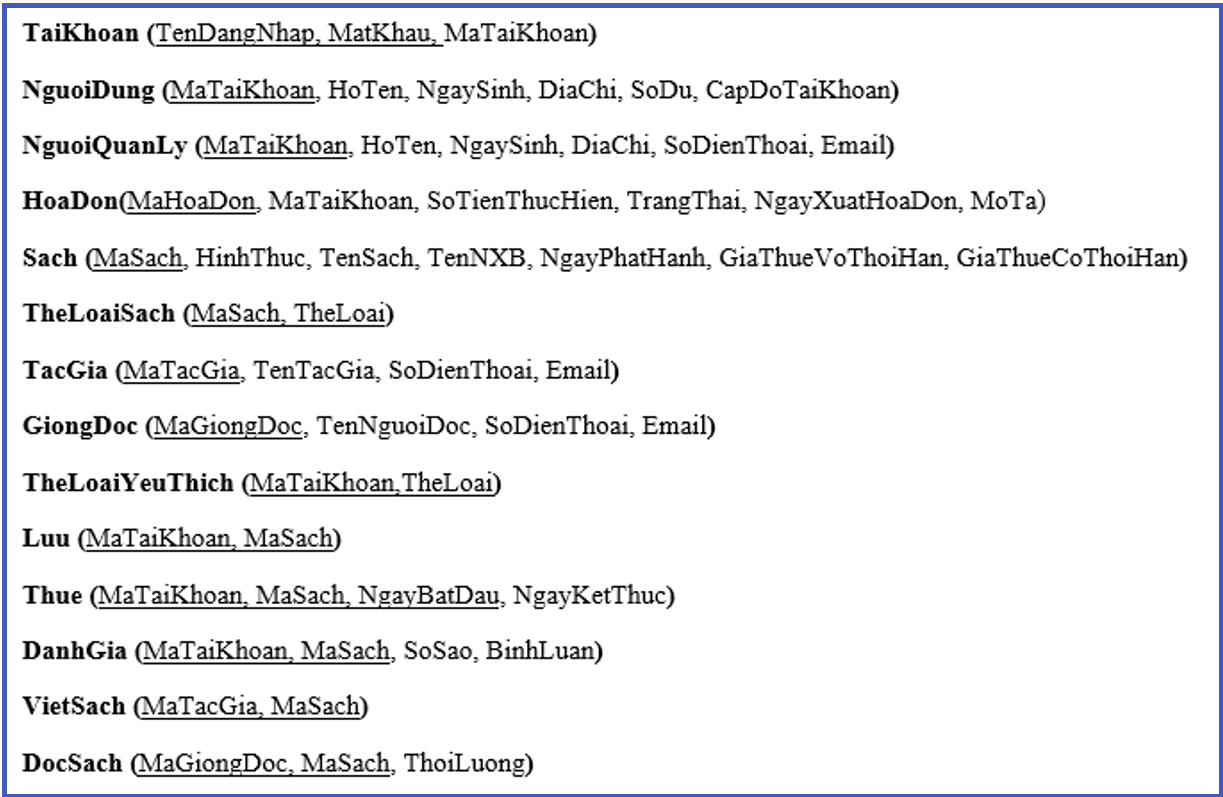 TaiKhoan (TenDangNhap, MatKhau, MaTaiKhoan)
NguoiDung (MaTaiKhoan, HoTen, NgaySinh, DiaChi, SoDu, CapDoTaiKhoan)
NguoiQuanLy (MaTaiKhoan, HoTen, NgaySinh, DiaChi, SoDienThoai, Email)
HoaDon(MaHoaDon, MaTaiKhoan, SoTienThucHien, TrangThai, NgayXuatHoaDon, MoTa)
Sach (MaSach, HinhThuc, TenSach, TenNXB, NgayPhatHanh, GiaThueVoThoiHan, GiaThueCoThoiHan)
TheLoaiSach (MaSach, TheLoai)
TacGia (MaTacGia, TenTacGia, SoDienThoai, Email)
GiongDoc (MaGiongDoc, TenNguoiDoc, SoDienThoai, Email)
TheLoaiYeuThich (MaTaiKhoan,TheLoai)
Luu (MaTaiKhoan, MaSach)
Thue (MaTaiKhoan, MaSach, NgayBatDau, NgayKetThuc)
DanhGia (MaTaiKhoan, MaSach, SoSao, BinhLuan)
VietSach (MaTacGia, MaSach)
DocSach (MaGiongDoc, MaSach, ThoiLuong)